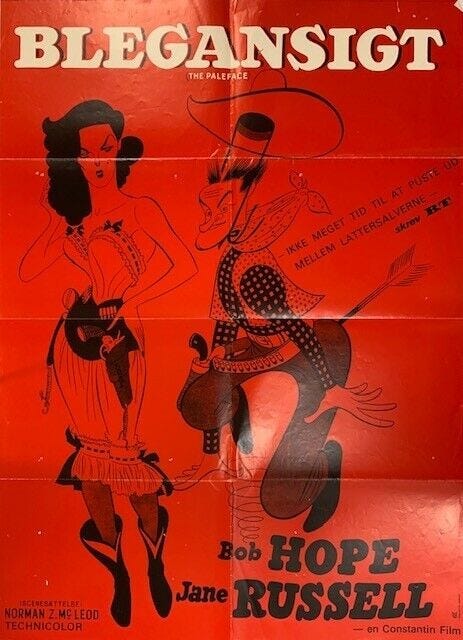 BLEGANSIGT
THE PALEFACE
IKKE MEGET TID TIL AT PUSTE UD
MELLEM LATTERSALVERNE —
skrev B.T
Bob HOPE
Jane RUSSELL
ISCENESATTELSE:
NORMAN Z. McLEOD
TECHNICOLOR
— en Constantin Film